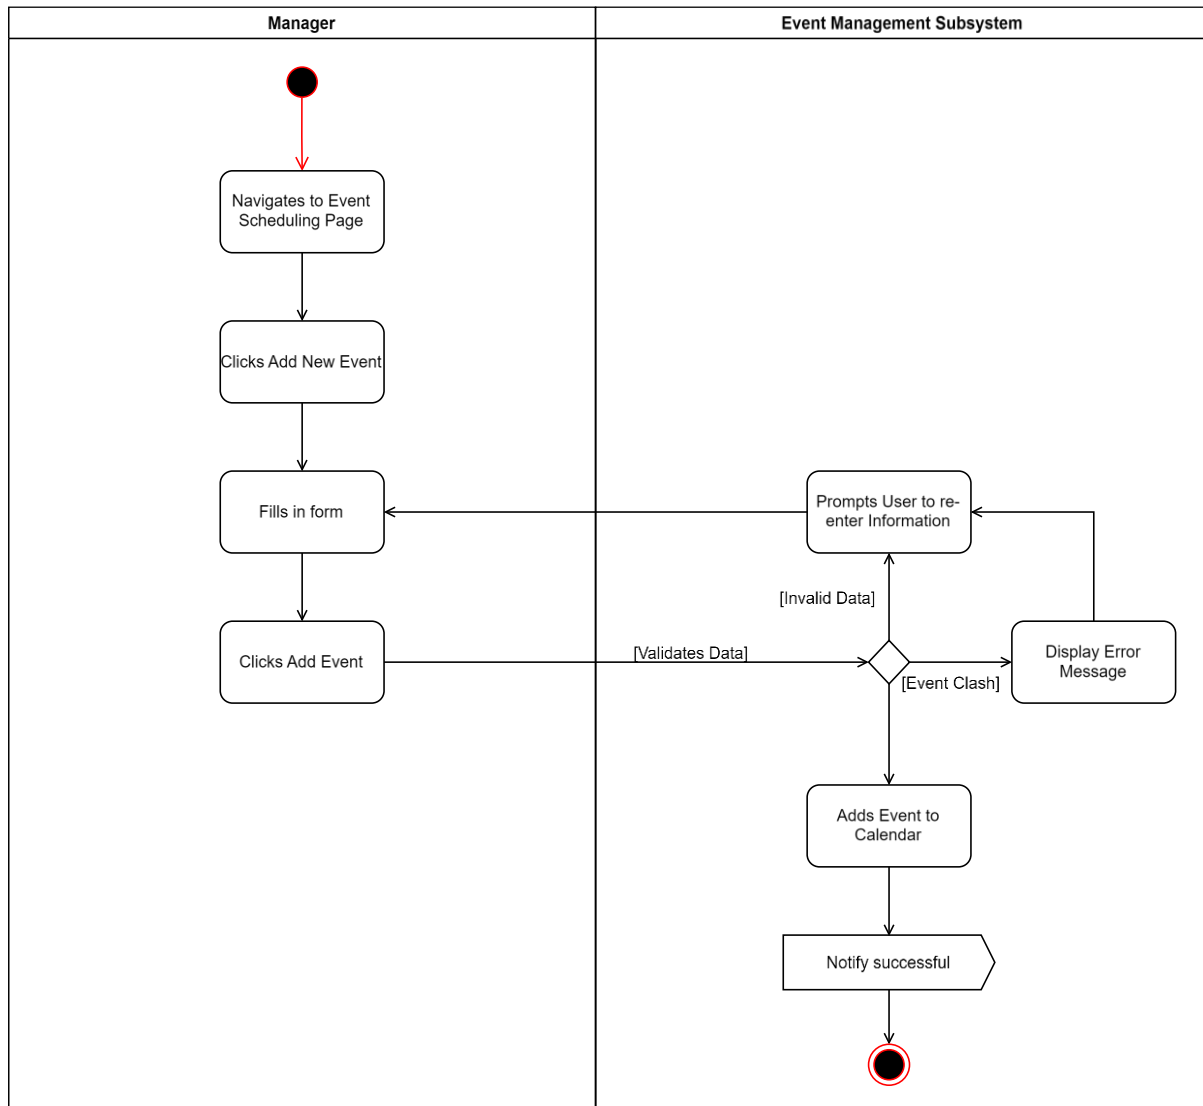 Manager
Event Management Subsystem
Navigates to Event
Scheduling Page
Clicks Add New Event
Fills in form
Prompts User to re-
enter Information
[Invalid Data]
Clicks Add Event
[Validates Data]
[Event Clash]
Display Error
Message
Adds Event to
Calendar
Notify successful